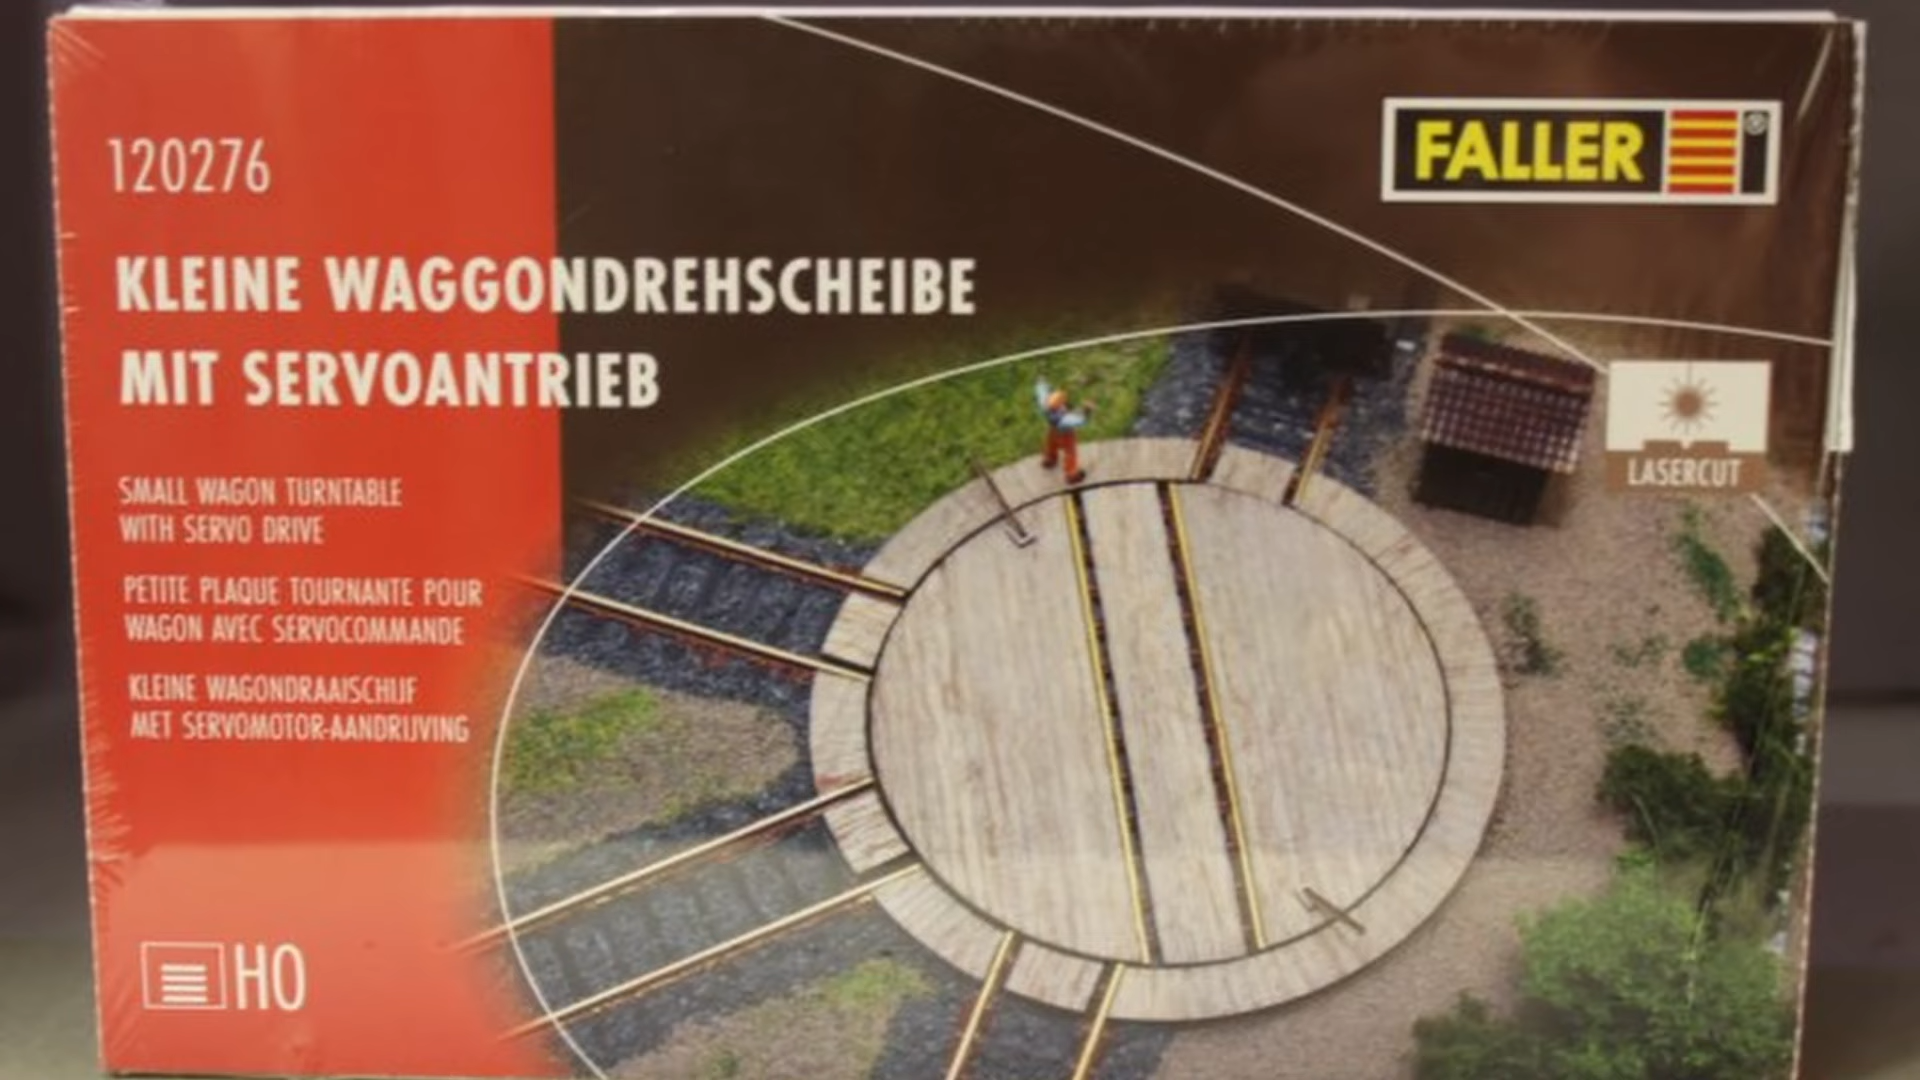 120276
FALLER
KLEINE WAGGONDREHSCHEIBE
MIT SERVOANTRIEB
SMALL WAGON TURNTABLE
WITH SERVO DRIVE
PETITE PLAQUE TOURNANTE POUR
WAGON AVEC SERVOCOMMANDE
KLEINE WAGONDRAAISCHIJF
MET SERVOMOTOR-AANDRIJVING
LASERCUT
HO